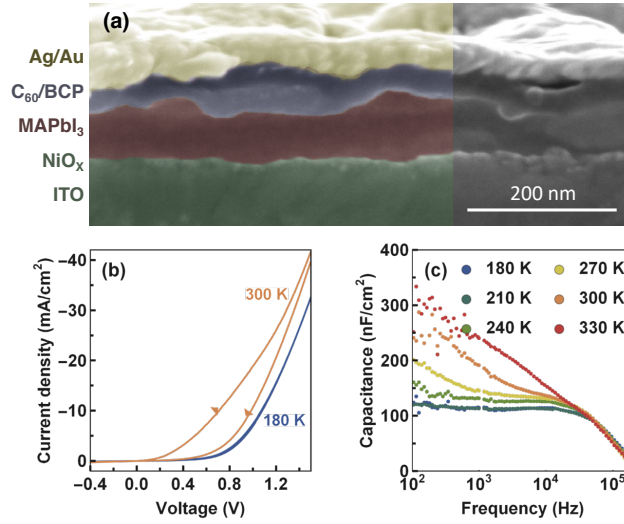 (a)
Ag/Au
C₆₀/BCP
MAPbI₃
NiOₓ
ITO
200 nm
(b)
300 K
180 K
Current density (mA/cm²)
−40
−30
−20
−10
0
−0.4 0.0 0.4 0.8 1.2
Voltage (V)
(c)
180 K 270 K
210 K 300 K
240 K 330 K
Capacitance (nF/cm²)
400
300
200
100
0
10² 10³ 10⁴ 10⁵
Frequency (Hz)